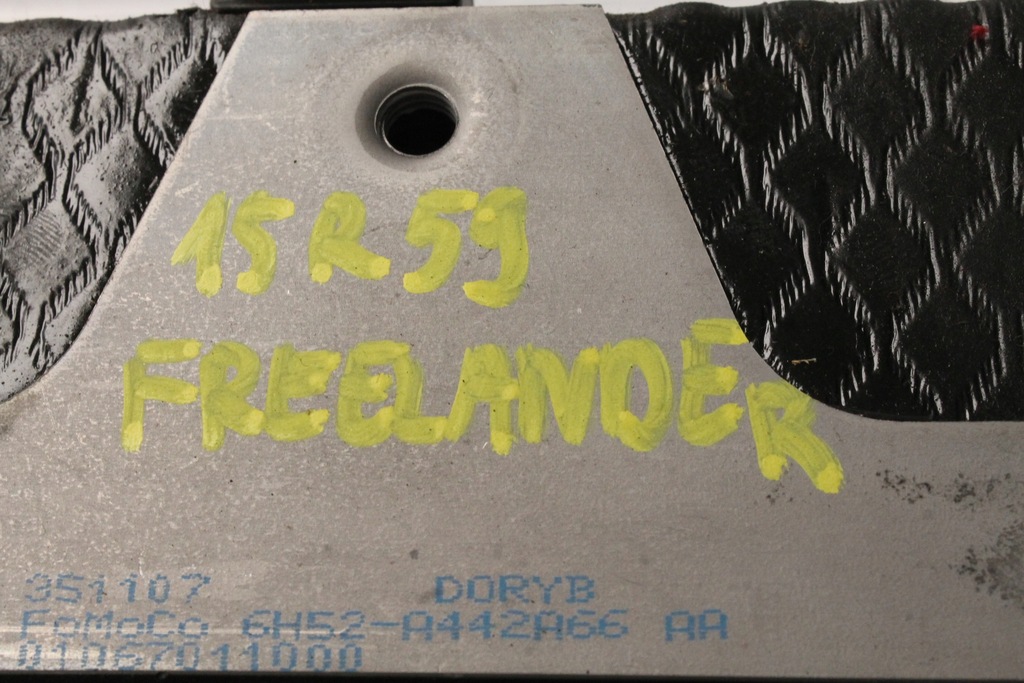 15 R 59
FREELANDER
351107 DORYB
FoMoCo 6H52-A442A66 AA
01067011000